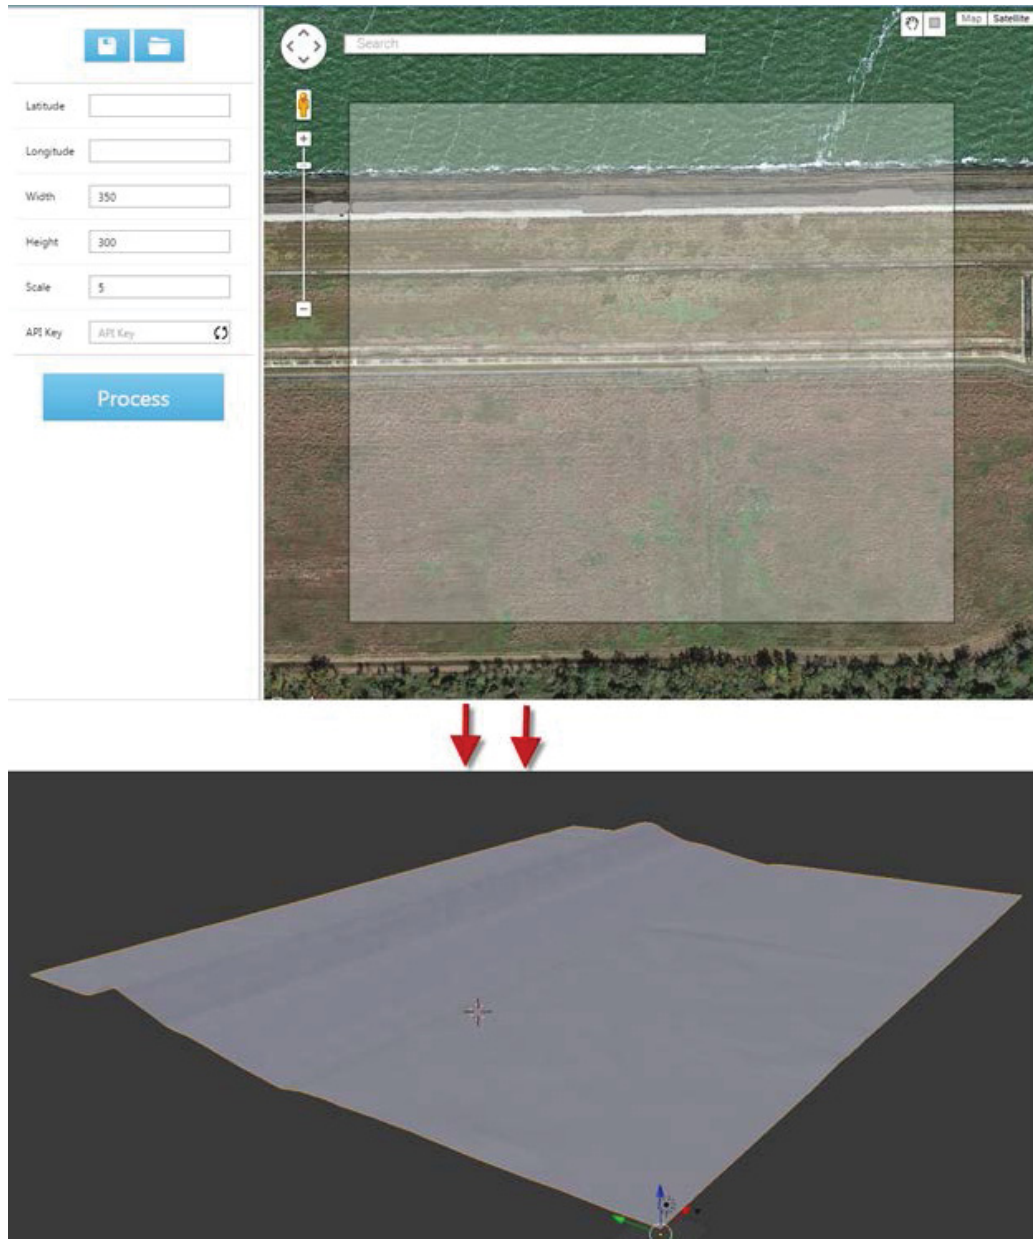 Search
Map Satellite
Latitude
Longitude
Width 350
Height 300
Scale 5
API Key API Key
Process